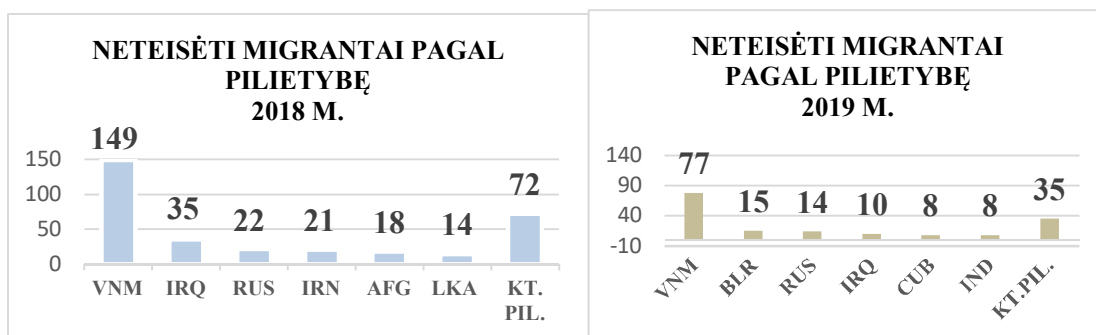 NETEISĖTI MIGRANTAI PAGAL
PILIETYBĘ
2018 M.
149
35
22
21
18
14
72
150
100
50
0
VNM IRQ RUS IRN AFG LKA KT.
PIL.
NETEISĖTI MIGRANTAI
PAGAL PILIETYBĘ
2019 M.
77
15
14
10
8
8
35
140
90
40
-10
VNM
BLR
RUS
IRQ
CUB
IND
KT.PIL.